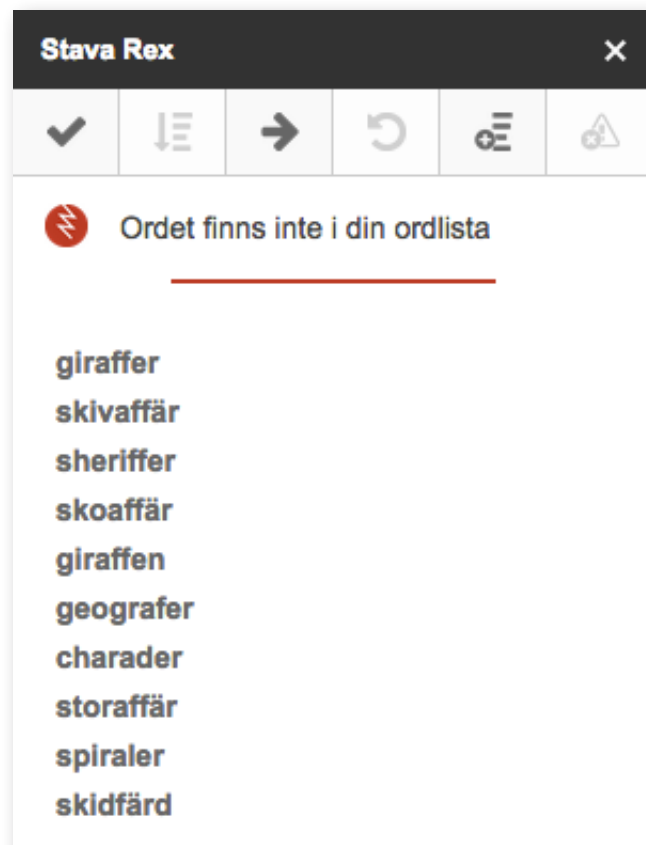 Stava Rex
Ordet finns inte i din ordlista
giraffer
skivaffär
sheriffer
skoaffär
giraffen
geografer
charader
storaffär
spiraler
skidfärd